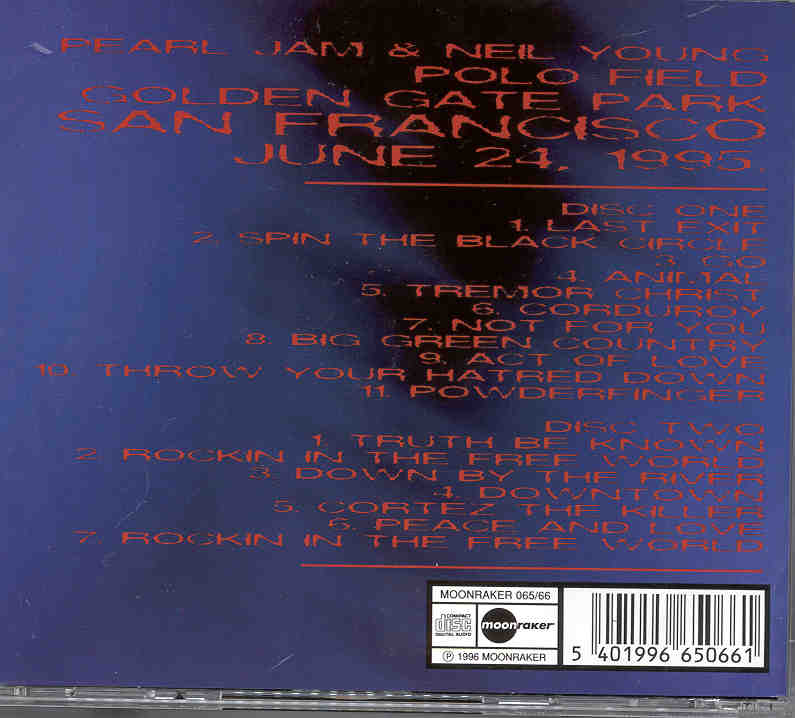 PEARL JAM & NEIL YOUNG
POLO FIELD
GOLDEN GATE PARK
SAN FRANCISCO
JUNE 24, 1995.
DISC ONE
1. LAST EXIT
2. SPIN THE BLACK CIRCLE
3. GO
4. ANIMAL
5. TREMOR CHRIST
6. CORDUROY
7. NOT FOR YOU
8. BIG GREEN COUNTRY
9. ACT OF LOVE
10. THROW YOUR HATRED DOWN
11. POWDERFINGER
DISC TWO
1. TRUTH BE KNOWN
2. ROCKIN IN THE FREE WORLD
3. DOWN BY THE RIVER
4. DOWNTOWN
5. CORTEZ THE KILLER
6. PEACE AND LOVE
7. ROCKIN IN THE FREE WORLD
MOONRAKER 065/66
COMPACT
disc
DIGITAL AUDIO
moonraker
℗ 1996 MOONRAKER
5 401996 650661